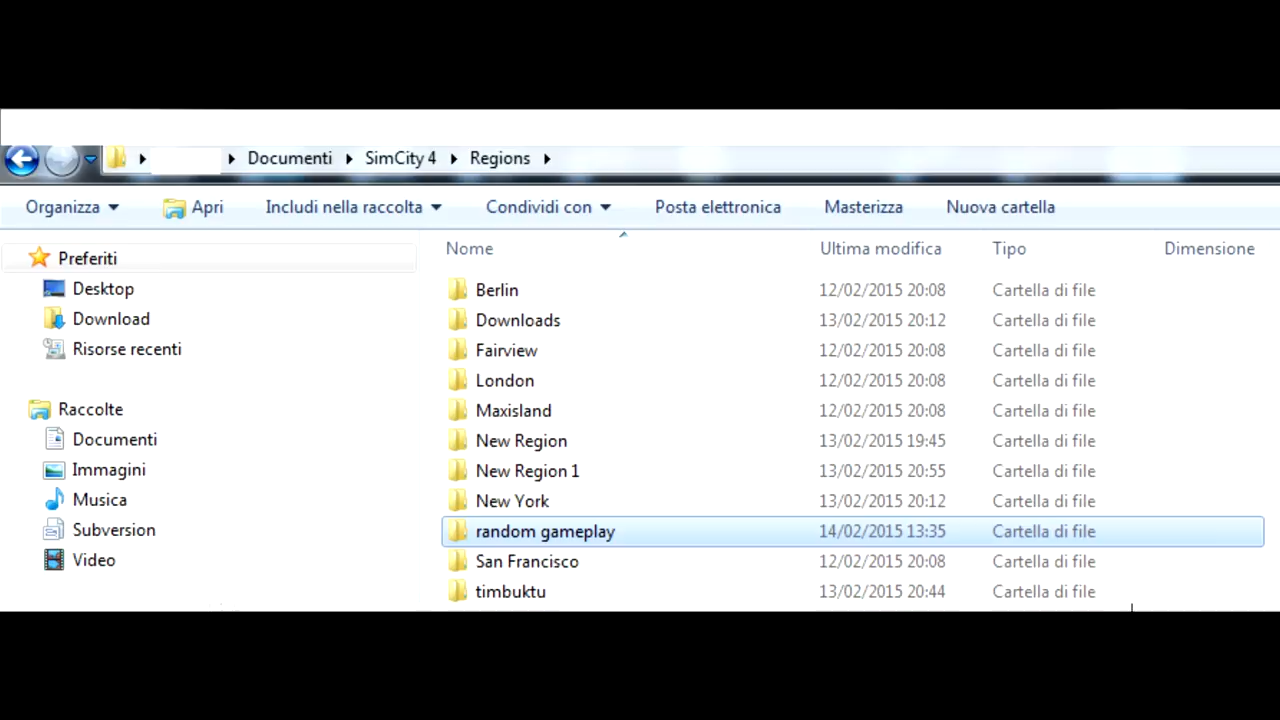 Documenti SimCity 4 Regions
Organizza Apri Includi nella raccolta Condividi con Posta elettronica Masterizza Nuova cartella
Preferiti
Desktop
Download
Risorse recenti
Raccolte
Documenti
Immagini
Musica
Subversion
Video
Nome Ultima modifica Tipo Dimensione
Berlin 12/02/2015 20:08 Cartella di file
Downloads 13/02/2015 20:12 Cartella di file
Fairview 12/02/2015 20:08 Cartella di file
London 12/02/2015 20:08 Cartella di file
Maxisland 12/02/2015 20:08 Cartella di file
New Region 13/02/2015 19:45 Cartella di file
New Region 1 13/02/2015 20:55 Cartella di file
New York 13/02/2015 20:12 Cartella di file
random gameplay 14/02/2015 13:35 Cartella di file
San Francisco 12/02/2015 20:08 Cartella di file
timbuktu 13/02/2015 20:44 Cartella di file